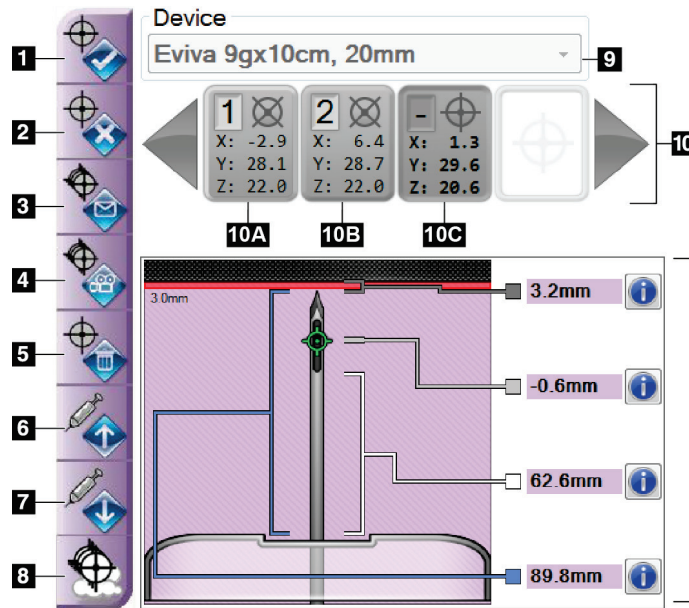 Device
1
Eviva 9gx10cm, 20mm
9
2
1
X: -2.9
Y: 28.1
Z: 22.0
2
X: 6.4
Y: 28.7
Z: 22.0
-
X: 1.3
Y: 29.6
Z: 20.6
10
3
10A
10B
10C
4
3.0mm
3.2mm
5
-0.6mm
6
62.6mm
7
8
89.8mm